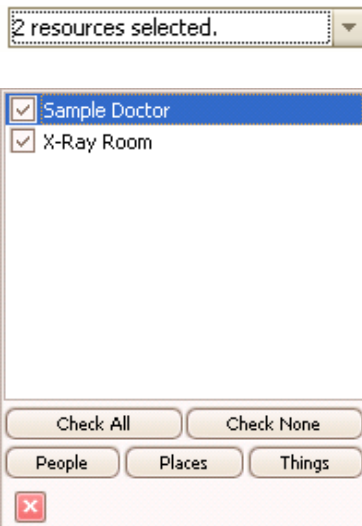 2 resources selected.
Sample Doctor
X-Ray Room
Check All Check None
People Places Things